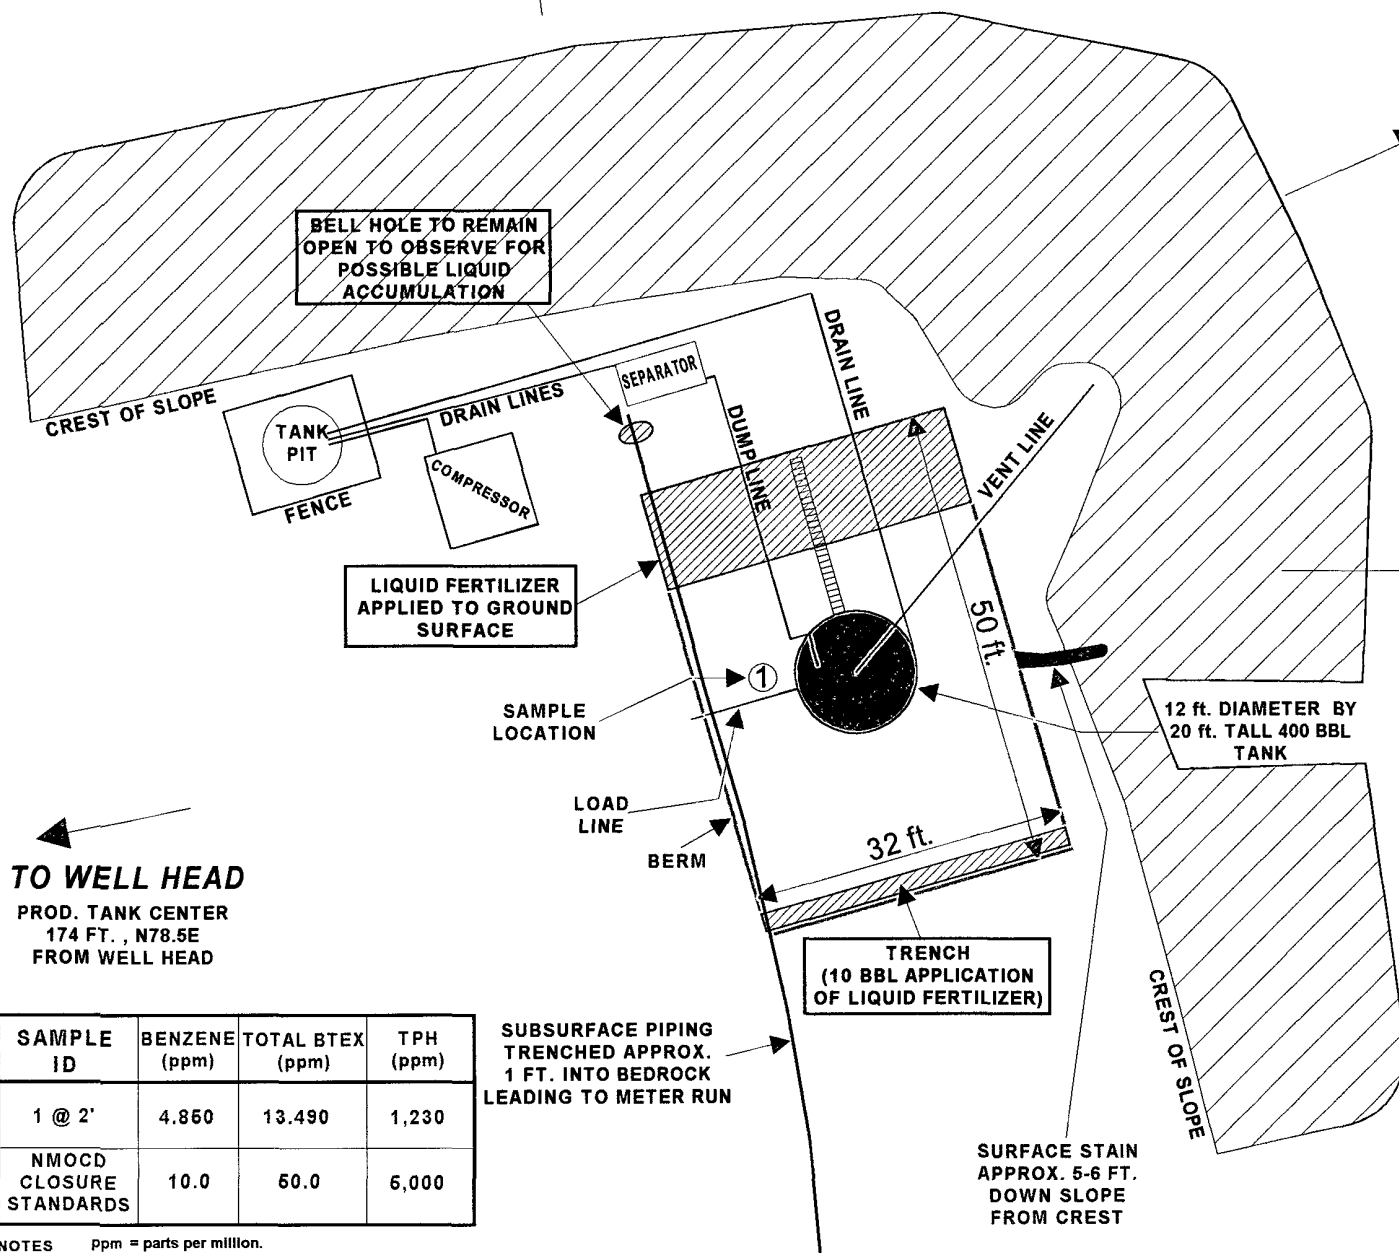 BELL HOLE TO REMAIN
OPEN TO OBSERVE FOR
POSSIBLE LIQUID
ACCUMULATION
CREST OF SLOPE
TANK
PIT
FENCE
DRAIN LINES
COMPRESSOR
SEPARATOR
DUMP LINE
DRAIN LINE
VENT LINE
LIQUID FERTILIZER
APPLIED TO GROUND
SURFACE
50 ft.
SAMPLE
LOCATION
1
12 ft. DIAMETER BY
20 ft. TALL 400 BBL
TANK
LOAD
LINE
BERM
32 ft.
TO WELL HEAD
PROD. TANK CENTER
174 FT. , N78.5E
FROM WELL HEAD
TRENCH
(10 BBL APPLICATION
OF LIQUID FERTILIZER)
CREST OF SLOPE
SUBSURFACE PIPING
TRENCHED APPROX.
1 FT. INTO BEDROCK
LEADING TO METER RUN
SURFACE STAIN
APPROX. 5-6 FT.
DOWN SLOPE
FROM CREST
SAMPLE ID BENZENE (ppm) TOTAL BTEX (ppm) TPH (ppm)
1 @ 2' 4.860 13.490 1,230
NMOCD CLOSURE STANDARDS 10.0 50.0 5,000
NOTES ppm = parts per million.